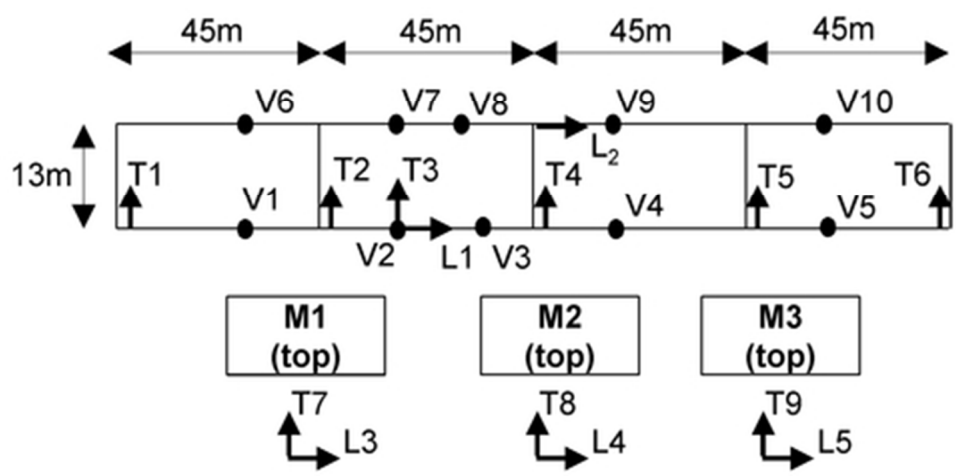 45m 45m 45m 45m
V6 V7 V8 V9 V10
L2
13m T1 T2 T3 T4 T5 T6
V1 V4 V5
V2 L1 V3
M1 M2 M3
(top) (top) (top)
T7 T8 T9
L3 L4 L5